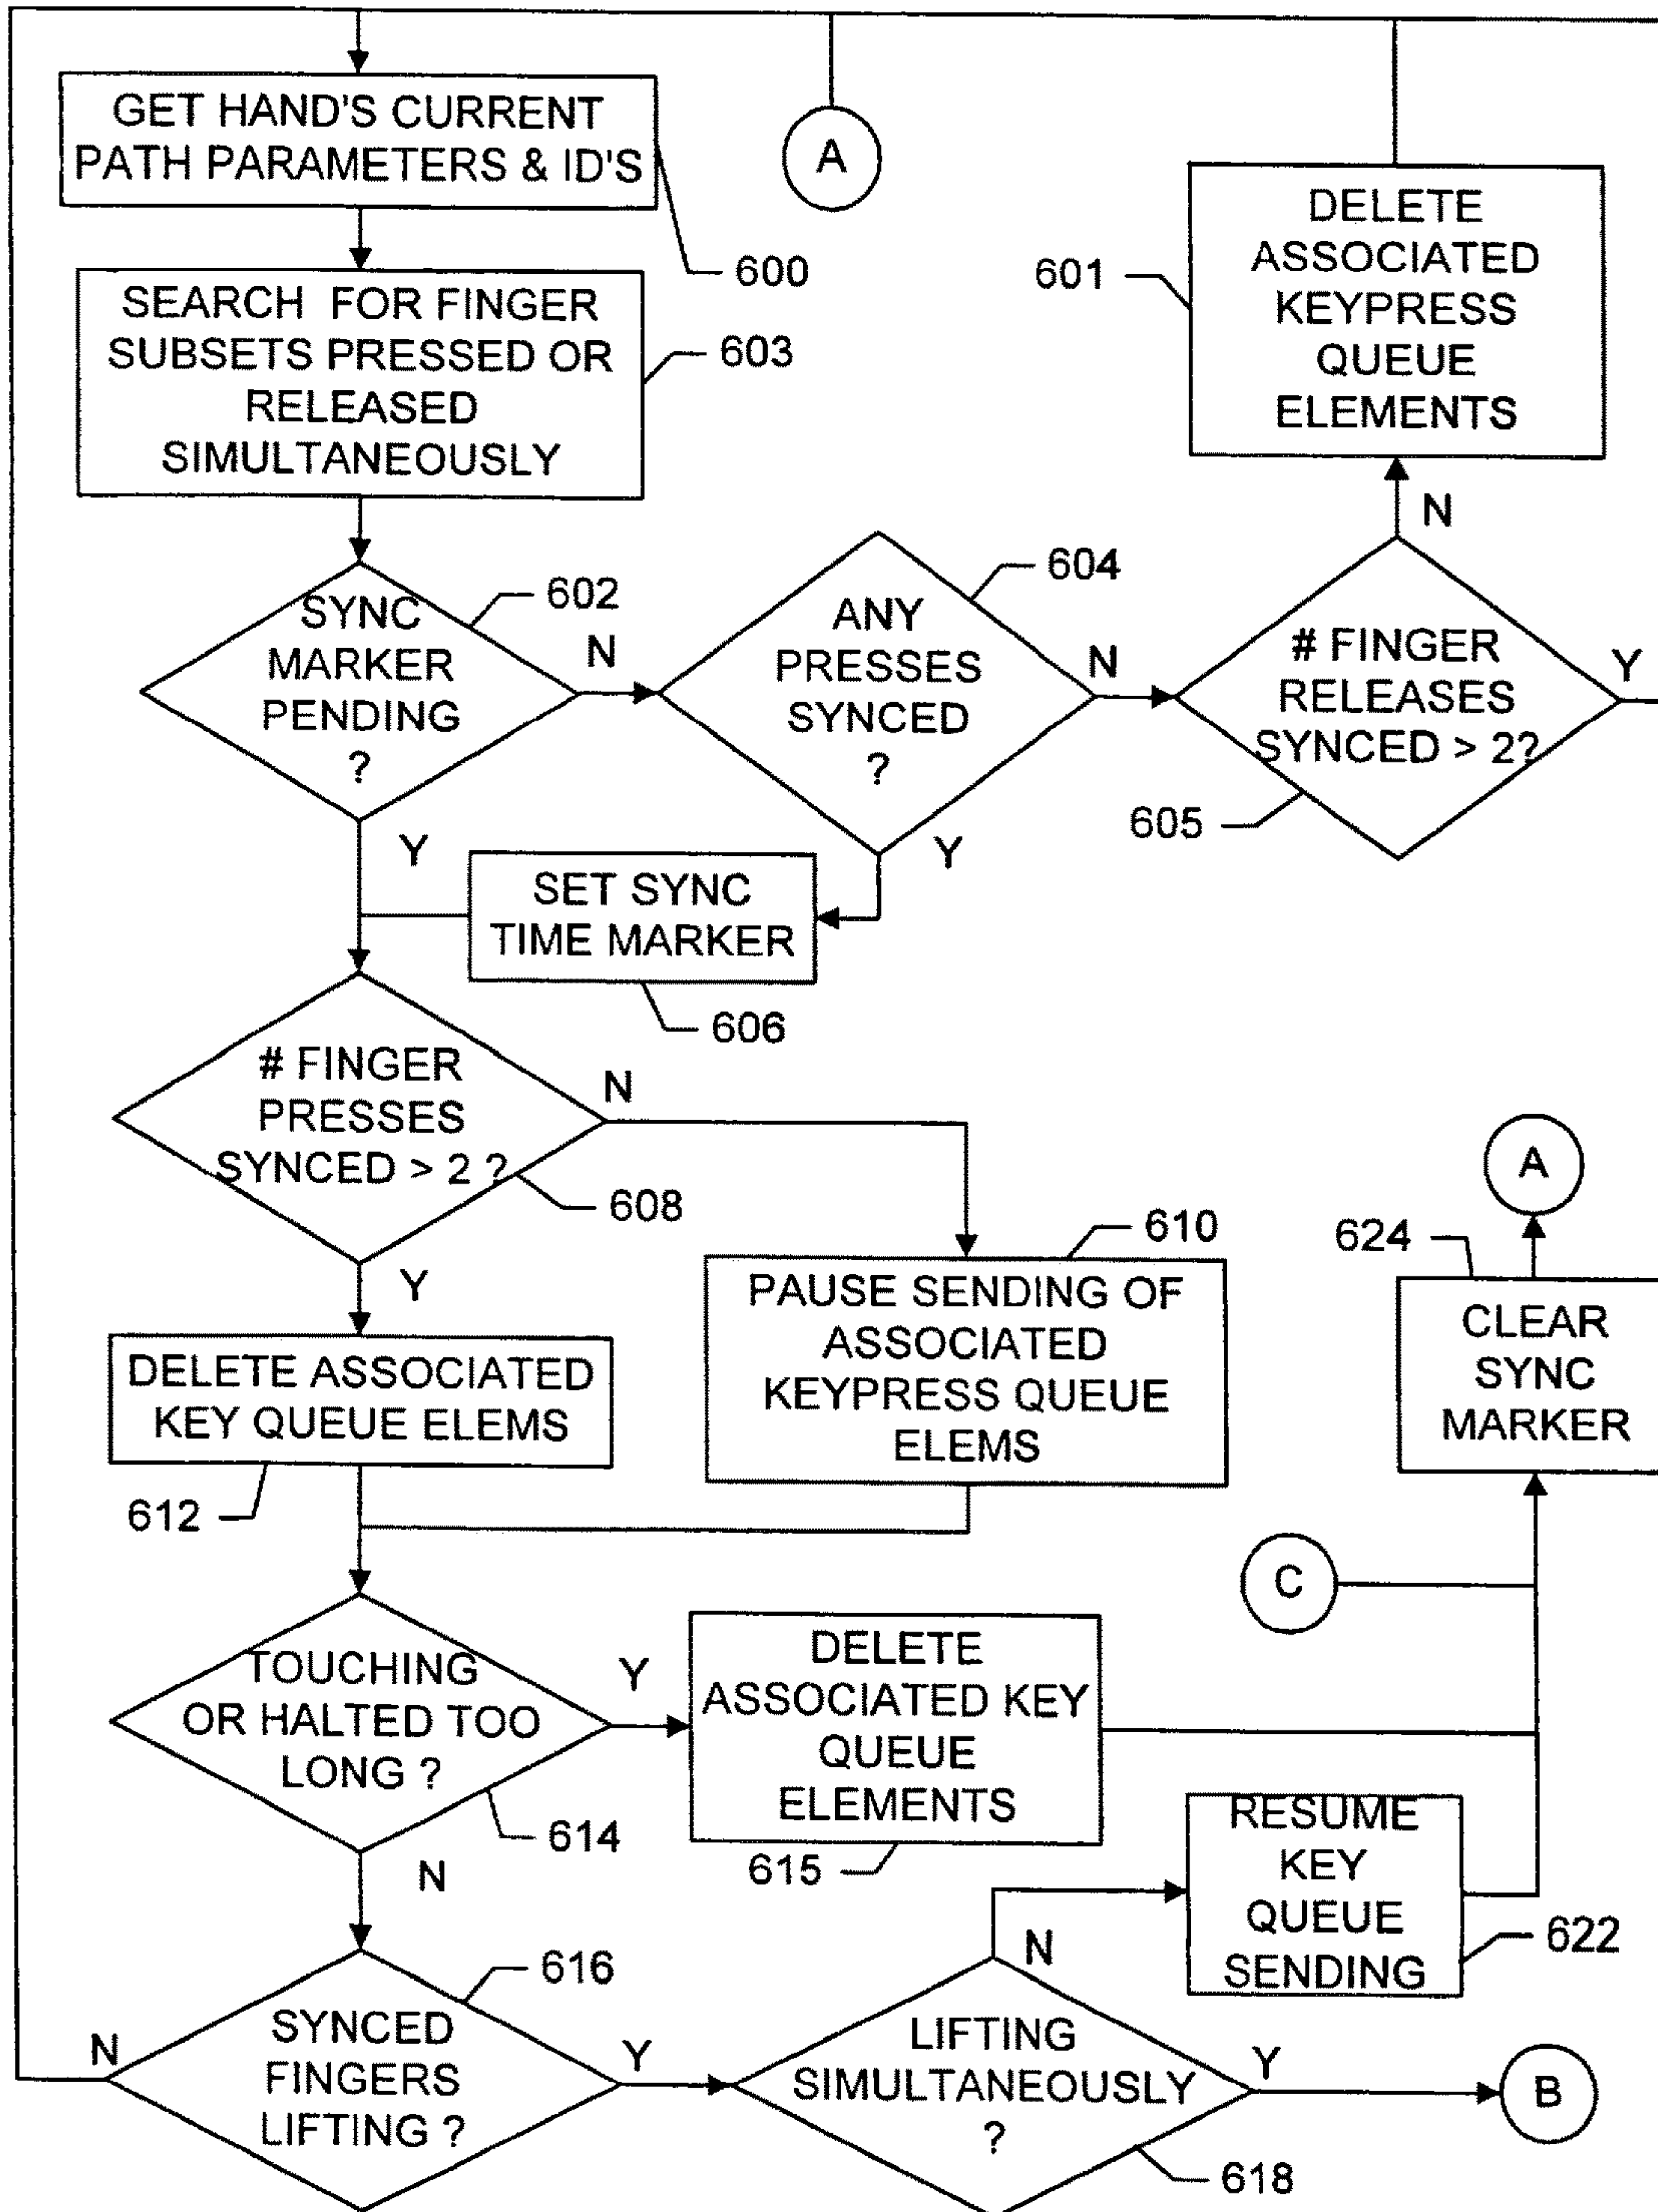 GET HAND'S CURRENT
PATH PARAMETERS & ID'S
A
600
DELETE
ASSOCIATED
KEYPRESS
QUEUE
ELEMENTS
601
SEARCH FOR FINGER
SUBSETS PRESSED OR
RELEASED
SIMULTANEOUSLY
603
N
SYNC
MARKER
PENDING
?
602
N
Y
ANY
PRESSES
SYNCED
?
604
N
Y
# FINGER
RELEASES
SYNCED > 2?
605
Y
SET SYNC
TIME MARKER
606
# FINGER
PRESSES
SYNCED > 2 ?
608
N
Y
610
PAUSE SENDING OF
ASSOCIATED
KEYPRESS QUEUE
ELEMS
A
624
CLEAR
SYNC
MARKER
DELETE ASSOCIATED
KEY QUEUE ELEMS
612
C
TOUCHING
OR HALTED TOO
LONG ?
614
Y
N
DELETE
ASSOCIATED KEY
QUEUE
ELEMENTS
615
RESUME
KEY
QUEUE
SENDING
622
616
SYNCED
FINGERS
LIFTING ?
N
Y
N
LIFTING
SIMULTANEOUSLY
?
618
Y
B